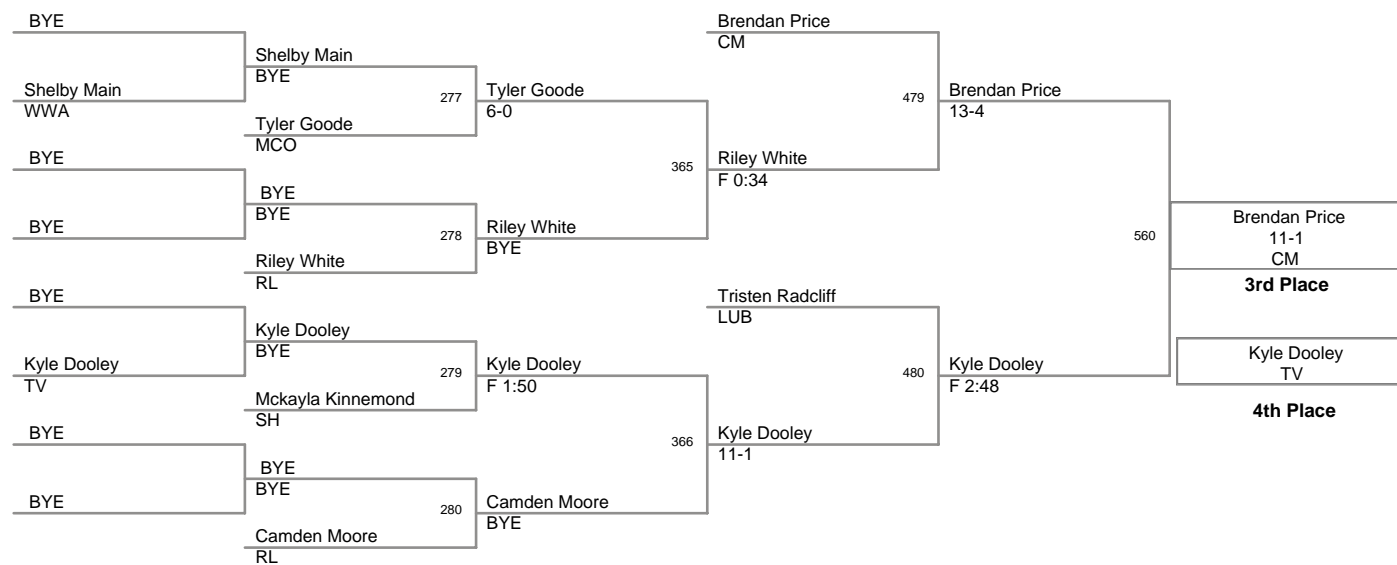 BYE
Shelby Main
WWA
BYE
BYE
BYE
Kyle Dooley
TV
BYE
BYE
Shelby Main
BYE
277
Tyler Goode
MCO
BYE
BYE
278
Riley White
RL
Kyle Dooley
BYE
279
Mckayla Kinnemond
SH
BYE
BYE
280
Camden Moore
RL
Tyler Goode
6-0
365
Riley White
BYE
Kyle Dooley
F 1:50
366
Camden Moore
BYE
Brendan Price
CM
479
Riley White
F 0:34
Tristen Radcliff
LUB
480
Kyle Dooley
11-1
Brendan Price
13-4
560
Kyle Dooley
F 2:48
Brendan Price
11-1
CM
3rd Place
Kyle Dooley
TV
4th Place